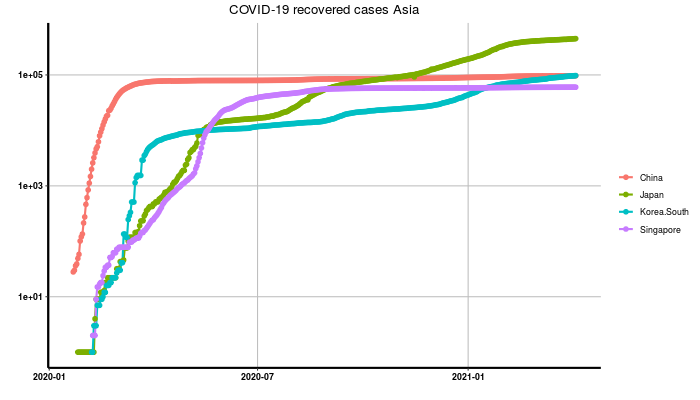 COVID-19 recovered cases Asia
1e+05
1e+03
1e+01
2020-01
2020-07
2021-01
China
Japan
Korea.South
Singapore